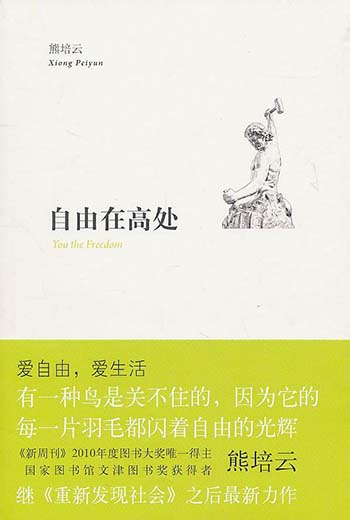 熊培云
Xiong Peiyun
自由在高处
You the Freedom
爱自由，爱生活
有一种鸟是关不住的，因为它的
每一片羽毛都闪着自由的光辉
《新周刊》2010年度图书大奖唯一得主
国家图书馆文津图书奖获得者
熊培云
继《重新发现社会》之后最新力作